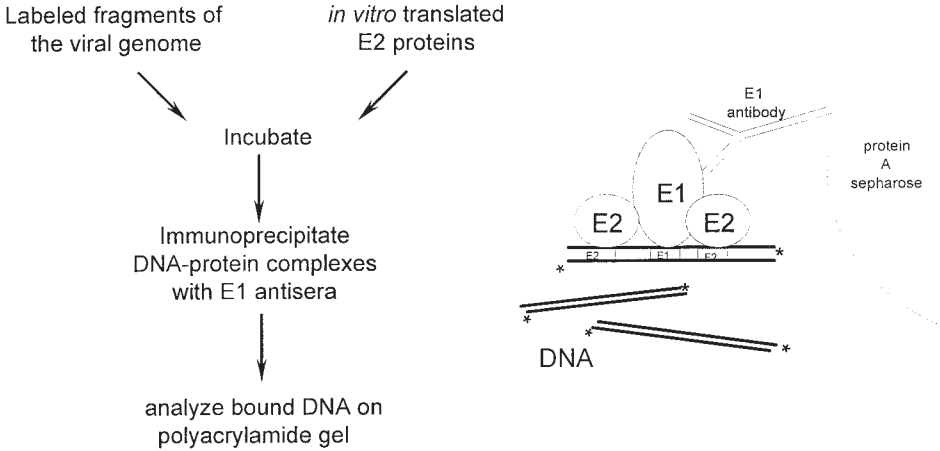 Labeled fragments of
the viral genome
in vitro translated
E2 proteins
Incubate
Immunoprecipitate
DNA-protein complexes
with E1 antisera
analyze bound DNA on
polyacrylamide gel
E1
antibody
protein
A
sepharose
E1
E2
E2
E2
E1
E2
*
*
*
*
*
*
DNA